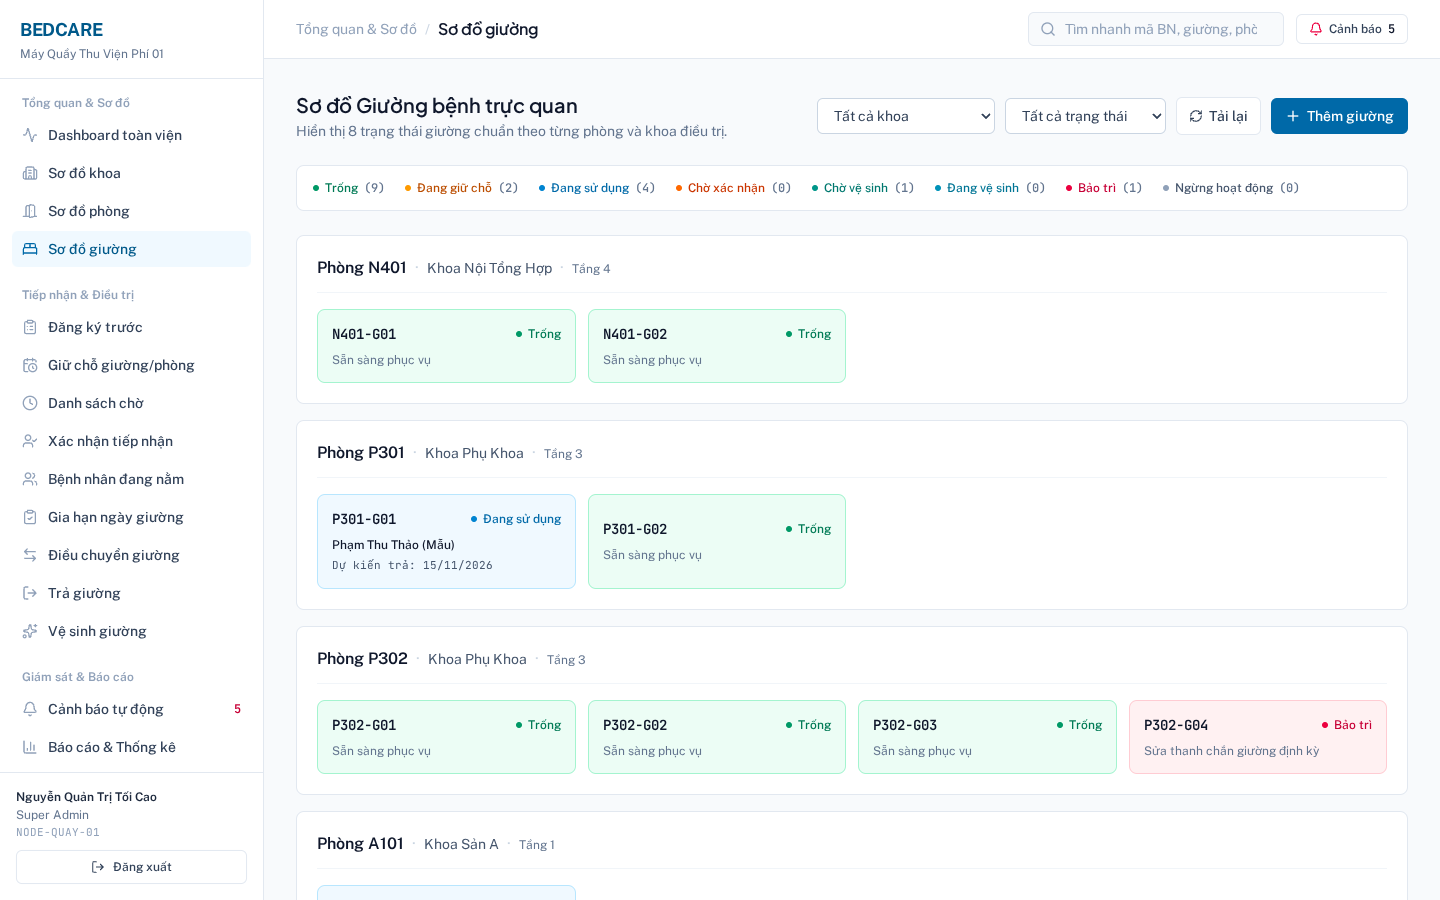 BEDCARE
Máy Quầy Thu Viện Phí 01
Tổng quan & Sơ đồ
Dashboard toàn viện
Sơ đồ khoa
Sơ đồ phòng
Sơ đồ giường
Tiếp nhận & Điều trị
Đăng ký trước
Giữ chỗ giường/phòng
Danh sách chờ
Xác nhận tiếp nhận
Bệnh nhân đang nằm
Gia hạn ngày giường
Điều chuyển giường
Trả giường
Vệ sinh giường
Giám sát & Báo cáo
Cảnh báo tự động 5
Báo cáo & Thống kê
Nguyễn Quản Trị Tối Cao
Super Admin
NODE-QUAY-01
Đăng xuất
Tổng quan & Sơ đồ / Sơ đồ giường
Tìm nhanh mã BN, giường, phò
Cảnh báo 5
Sơ đồ Giường bệnh trực quan
Hiển thị 8 trạng thái giường chuẩn theo từng phòng và khoa điều trị.
Tất cả khoa
Tất cả trạng thái
Tải lại
Thêm giường
Trống (9) Đang giữ chỗ (2) Đang sử dụng (4) Chờ xác nhận (0) Chờ vệ sinh (1) Đang vệ sinh (0) Bảo trì (1) Ngừng hoạt động (0)
Phòng N401 · Khoa Nội Tổng Hợp · Tầng 4
N401-G01 Trống
Sẵn sàng phục vụ
N401-G02 Trống
Sẵn sàng phục vụ
Phòng P301 · Khoa Phụ Khoa · Tầng 3
P301-G01 Đang sử dụng
Phạm Thu Thảo (Mẫu)
Dự kiến trả: 15/11/2026
P301-G02 Trống
Sẵn sàng phục vụ
Phòng P302 · Khoa Phụ Khoa · Tầng 3
P302-G01 Trống
Sẵn sàng phục vụ
P302-G02 Trống
Sẵn sàng phục vụ
P302-G03 Trống
Sẵn sàng phục vụ
P302-G04 Bảo trì
Sửa thanh chắn giường định kỳ
Phòng A101 · Khoa Sản A · Tầng 1